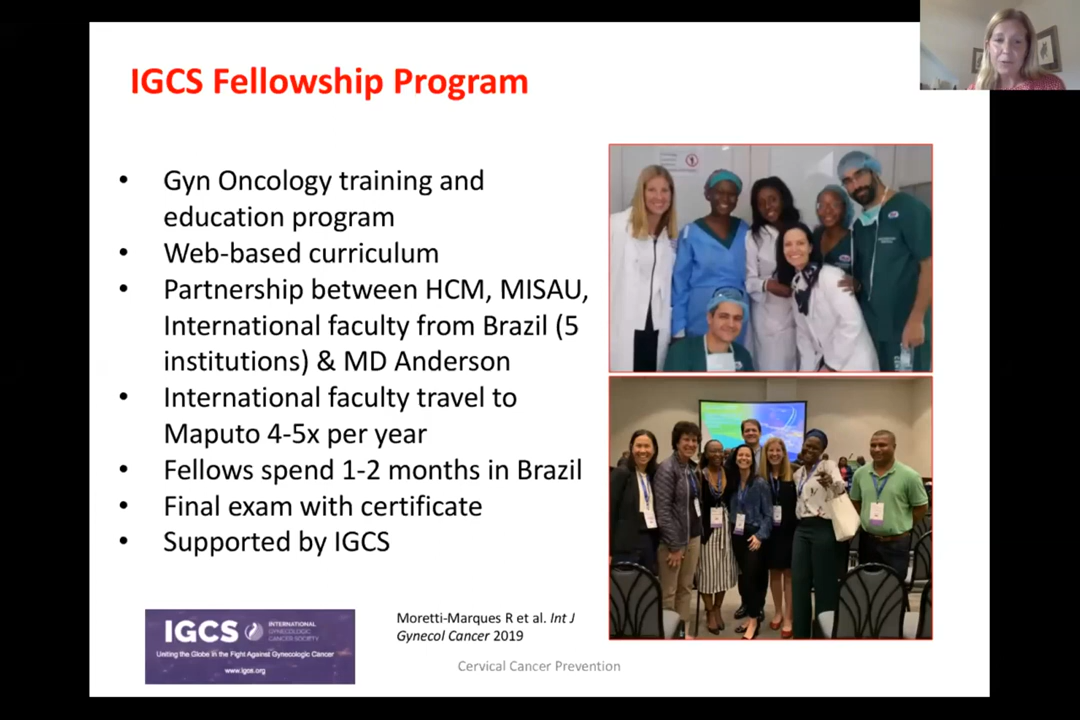 IGCS Fellowship Program
• Gyn Oncology training and
education program
• Web-based curriculum
• Partnership between HCM, MISAU,
International faculty from Brazil (5
institutions) & MD Anderson
• International faculty travel to
Maputo 4-5x per year
• Fellows spend 1-2 months in Brazil
• Final exam with certificate
• Supported by IGCS
IGCS
INTERNATIONAL
GYNECOLOGIC
CANCER SOCIETY
Uniting the Globe in the Fight Against Gynecologic Cancer
www.igcs.org
Moretti-Marques R et al. Int J
Gynecol Cancer 2019
Cervical Cancer Prevention